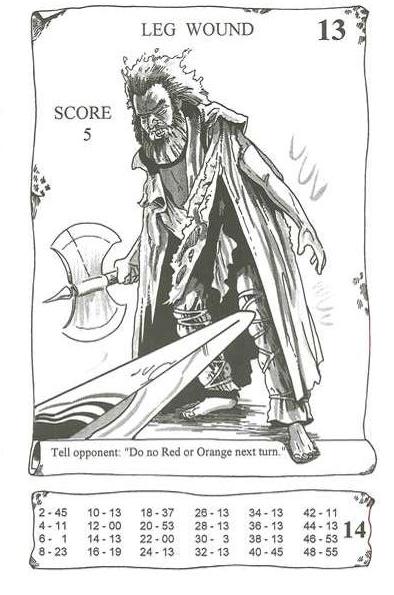 LEG WOUND
13
SCORE
5
Tell opponent: "Do no Red or Orange next turn."
2 - 45 10 - 13 18 - 37 26 - 13 34 - 13 42 - 11
4 - 11 12 - 00 20 - 53 28 - 13 36 - 13 44 - 13
6 - 1 14 - 13 22 - 00 30 - 3 38 - 13 46 - 53
8 - 23 16 - 19 24 - 13 32 - 13 40 - 45 48 - 55
14